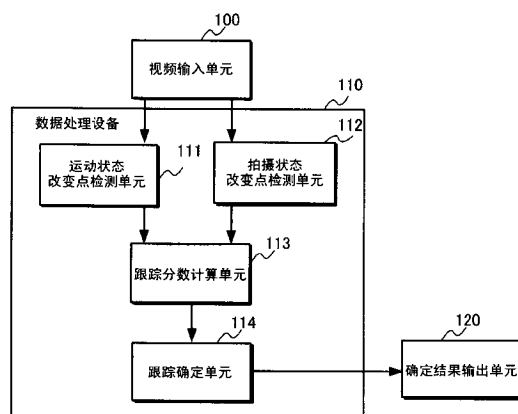 100
视频输入单元
110
数据处理设备
111
运动状态
改变点检测单元
112
拍摄状态
改变点检测单元
113
跟踪分数计算单元
114
跟踪确定单元
120
确定结果输出单元